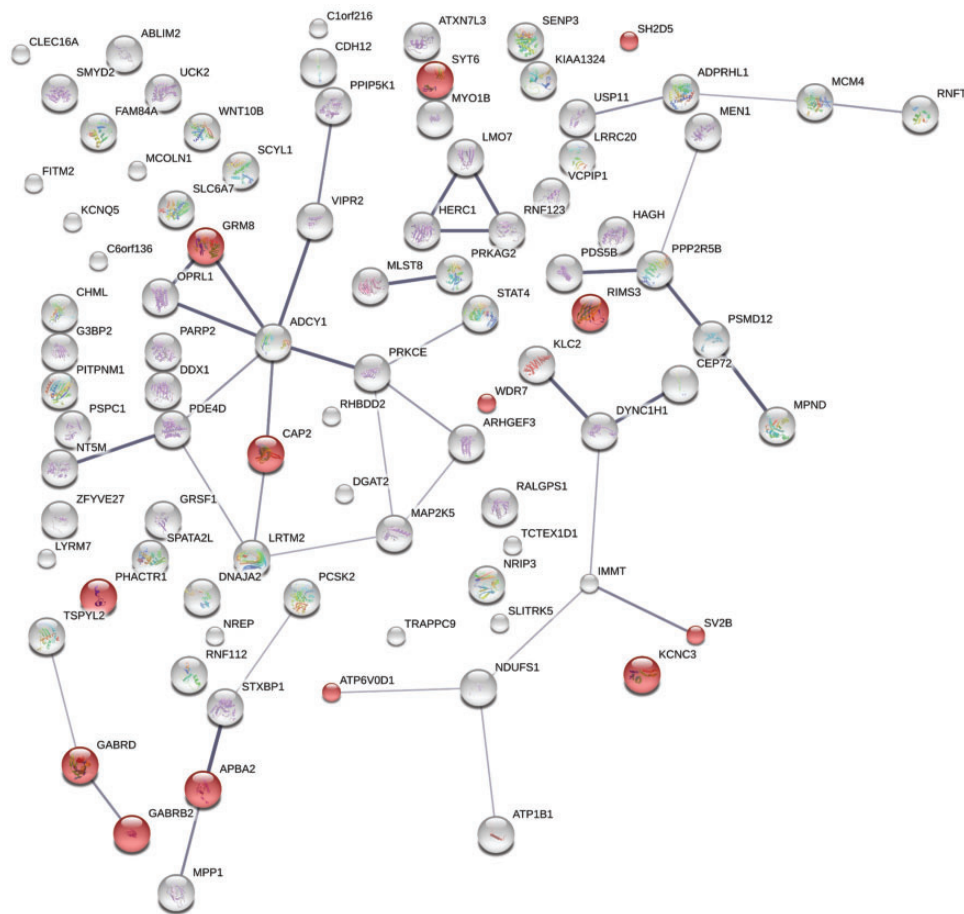 C1orf216
CLEC16A
ABLIM2
CDH12
ATXN7L3
SENP3
SH2D5
SMYD2
UCK2
PPIP5K1
SYT6
KIAA1324
ADPRHL1
MCM4
FAM84A
WNT10B
MYO1B
USP11
MEN1
RNFT
MCOLN1
SCYL1
LMO7
LRRC20
FITM2
VCPIP1
SLC6A7
VIPR2
HERC1
RNF123
KCNQ5
GRM8
HAGH
C6orf136
OPRL1
MLST8
PRKAG2
PDS5B
PPP2R5B
CHML
STAT4
RIMS3
G3BP2
PARP2
ADCY1
PSMD12
PITPNM1
DDX1
PRKCE
KLC2
CEP72
PSPC1
PDE4D
RHBDD2
WDR7
DYNC1H1
NT5M
CAP2
ARHGEF3
MPND
DGAT2
ZFYVE27
GRSF1
MAP2K5
RALGPS1
LYRM7
SPATA2L
LRTM2
TCTEX1D1
PHACTR1
DNAJA2
PCSK2
NRIP3
IMMT
TSPYL2
NREP
TRAPPC9
SLITRK5
SV2B
RNF112
STXBP1
ATP6V0D1
NDUFS1
KCNC3
GABRD
APBA2
GABRB2
ATP1B1
MPP1